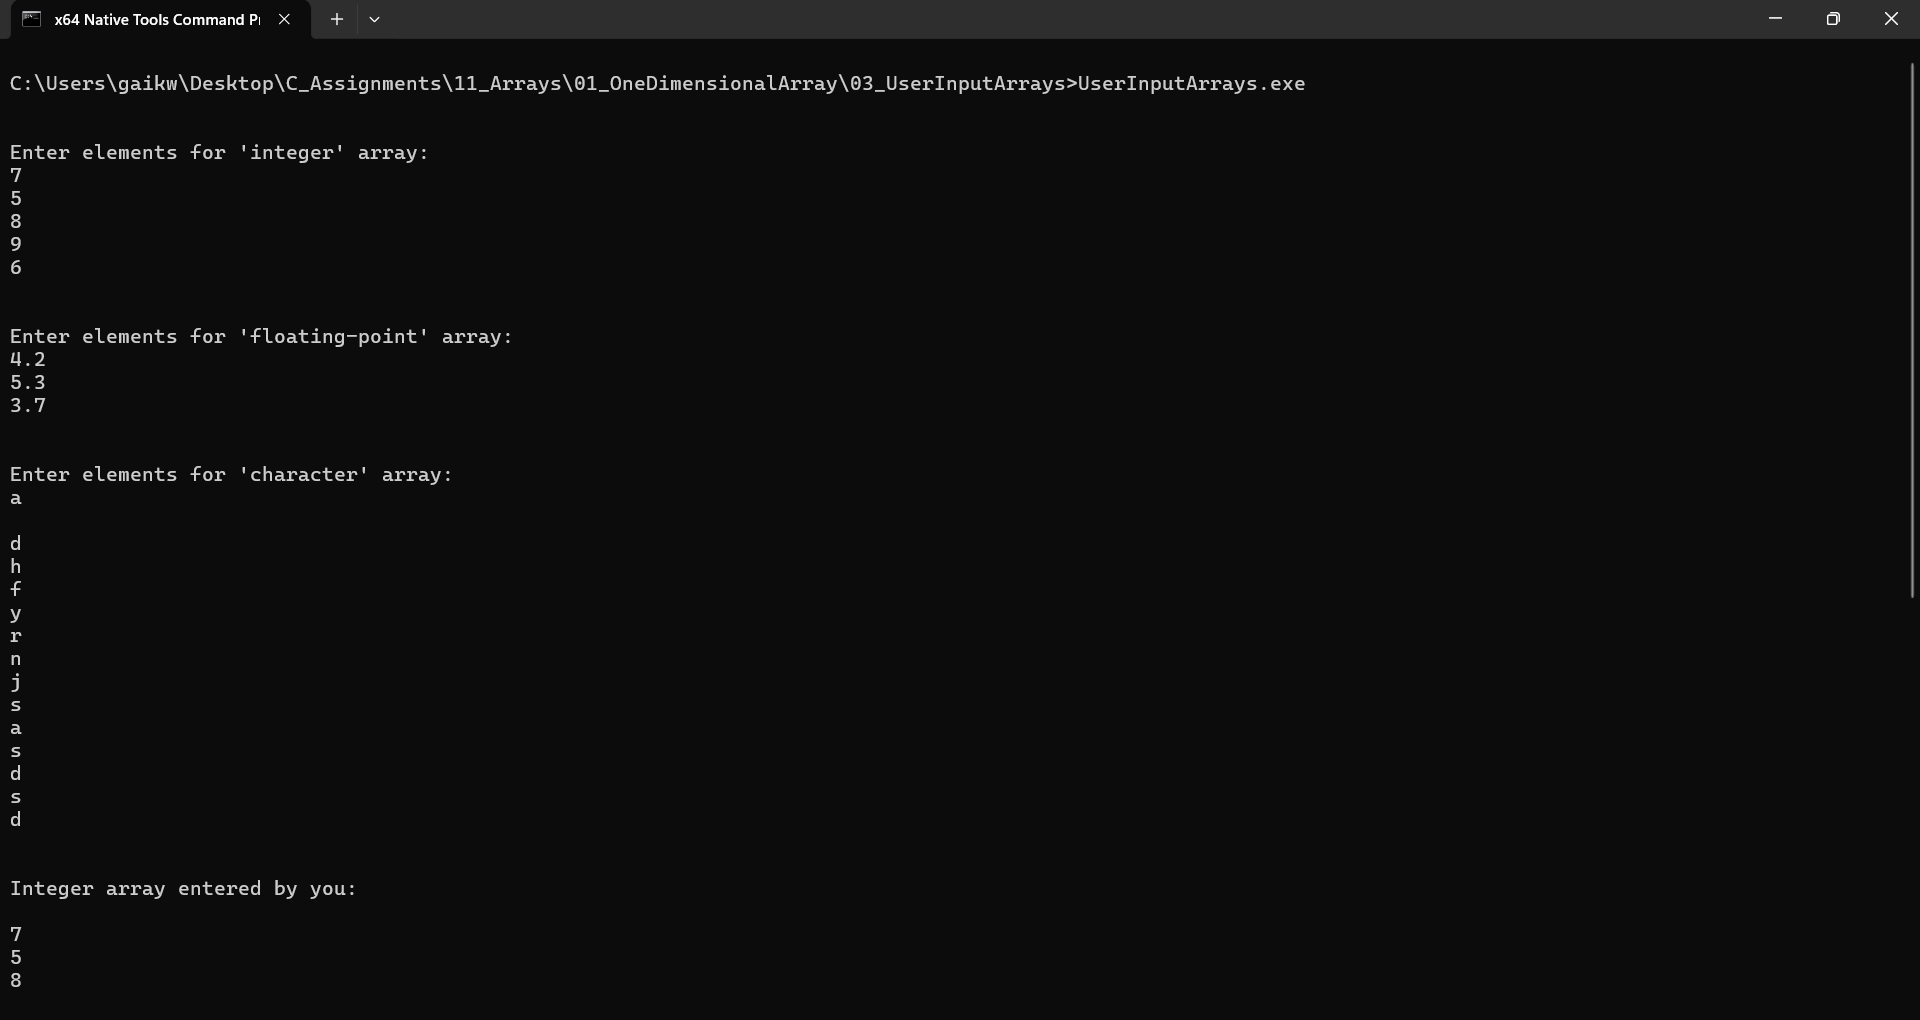 x64 Native Tools Command P
C:\Users\gaikw\Desktop\C_Assignments\11_Arrays\01_OneDimensionalArray\03_UserInputArrays>UserInputArrays.exe
Enter elements for 'integer' array:
7
5
8
9
6
Enter elements for 'floating-point' array:
4.2
5.3
3.7
Enter elements for 'character' array:
a
d
h
f
y
r
n
j
s
a
s
d
s
d
Integer array entered by you:
7
5
8